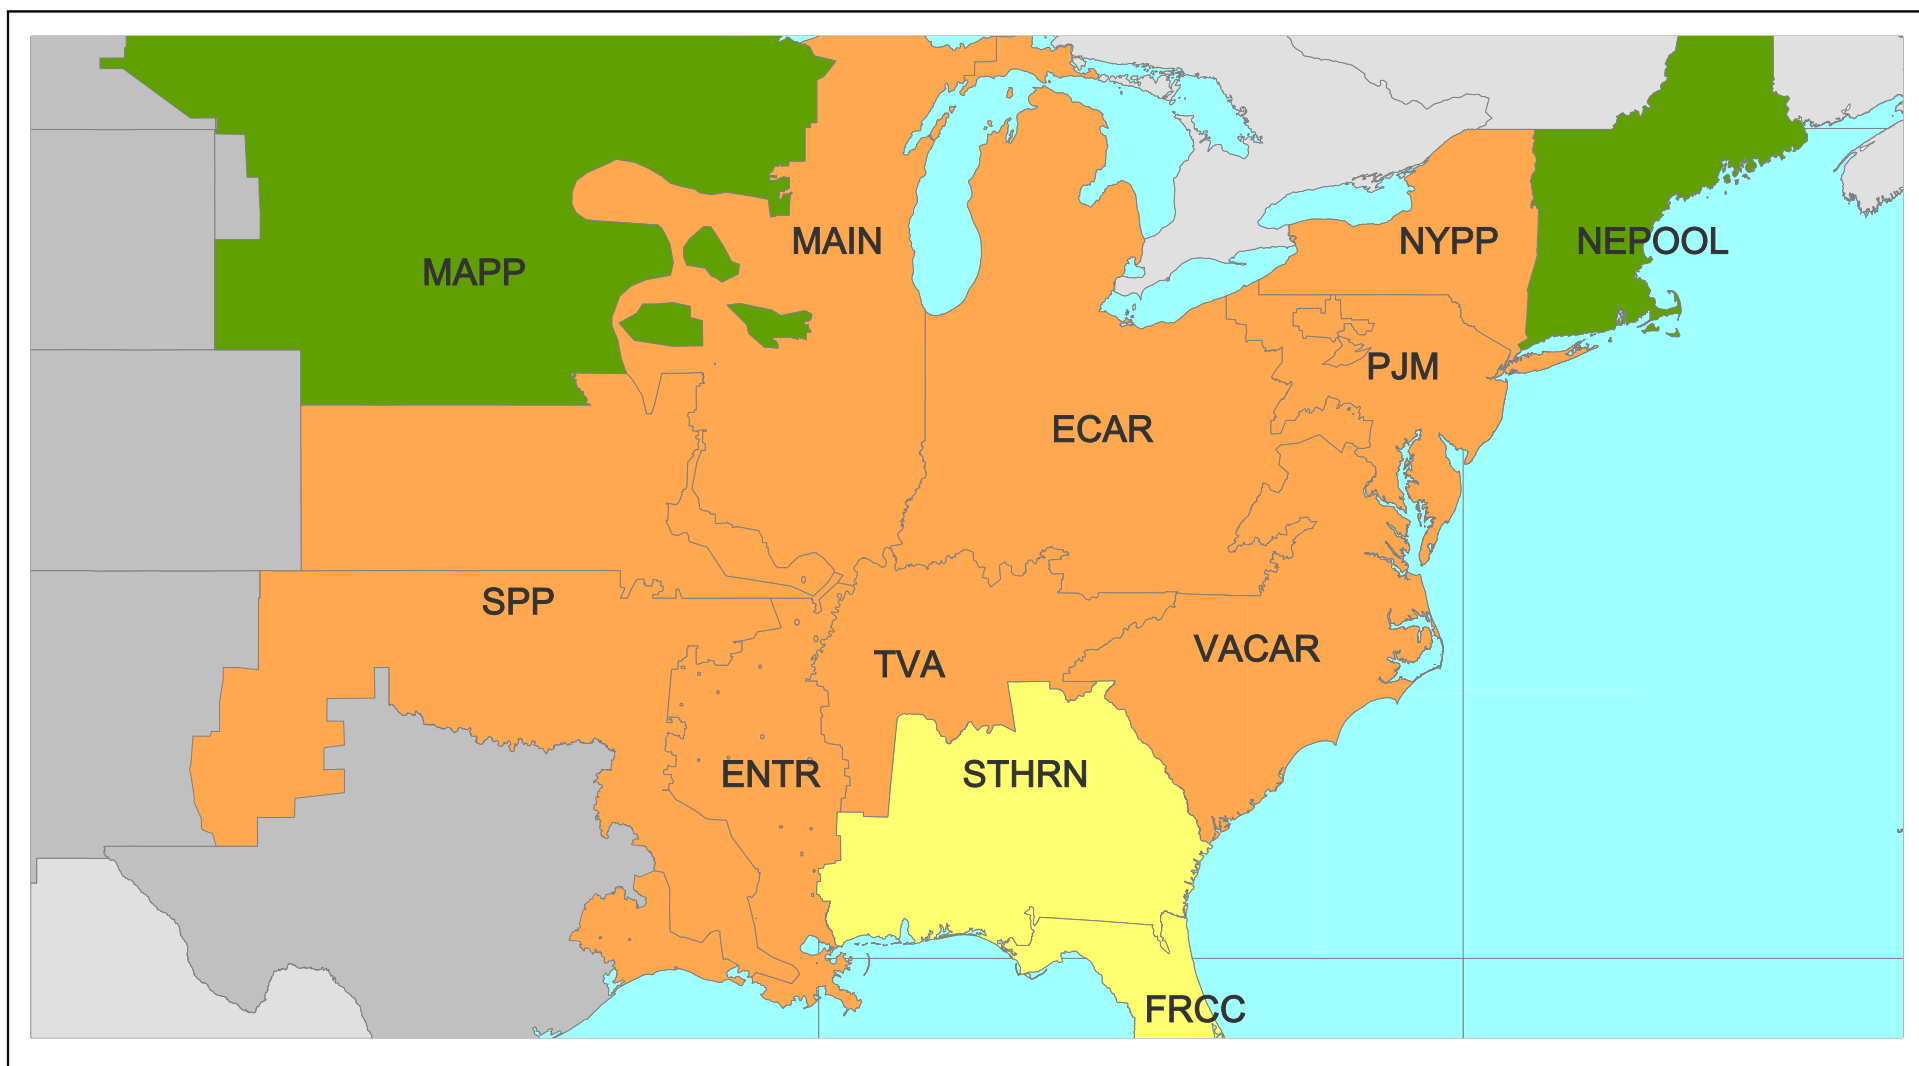 MAIN
NYPP
NEPOOL
MAPP
PJM
ECAR
SPP
VACAR
TVA
ENTR
STHRN
FRCC